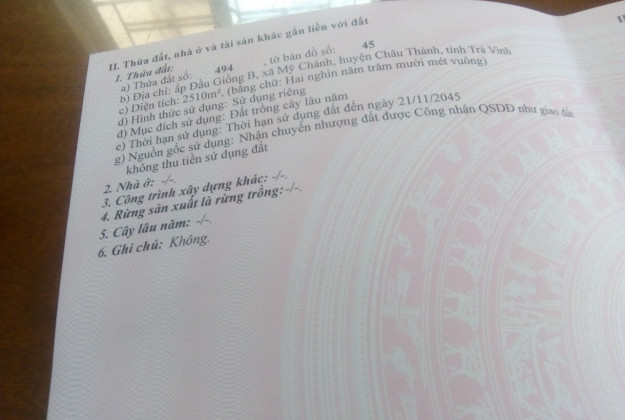 II. Thửa đất, nhà ở và tài sản khác gắn liền với đất
1. Thửa đất:
a) Thửa đất số: 494 , tờ bản đồ số: 45
b) Địa chỉ: ấp Đầu Giồng B, xã Mỹ Chánh, huyện Châu Thành, tỉnh Trà Vinh
c) Diện tích: 2510m², (bằng chữ: Hai nghìn năm trăm mười mét vuông)
d) Hình thức sử dụng: Sử dụng riêng
đ) Mục đích sử dụng: Đất trồng cây lâu năm
e) Thời hạn sử dụng: Thời hạn sử dụng đất đến ngày 21/11/2045
g) Nguồn gốc sử dụng: Nhận chuyển nhượng đất được Công nhận QSDĐ như giao đất
không thu tiền sử dụng đất
2. Nhà ở: -/-.
3. Công trình xây dựng khác: -/-.
4. Rừng sản xuất là rừng trồng: -/-.
5. Cây lâu năm: -/-.
6. Ghi chú: Không.